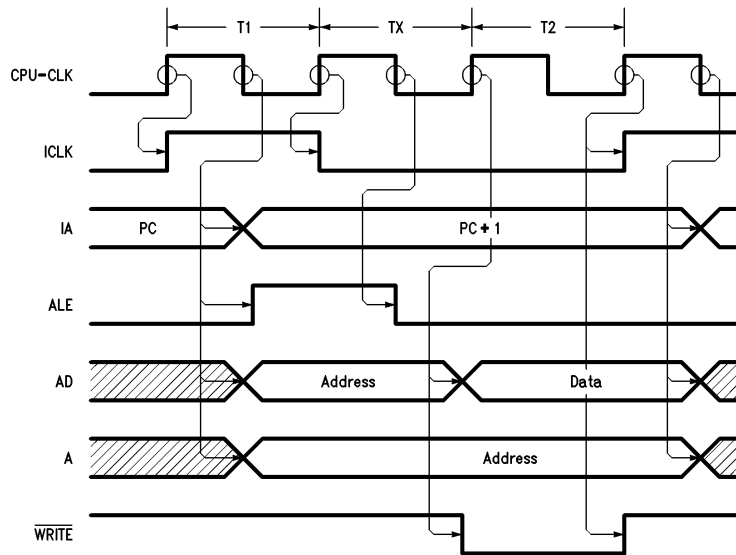 T1 TX T2
CPU-CLK
ICLK
IA PC PC + 1
ALE
AD Address Data
A Address
WRITE